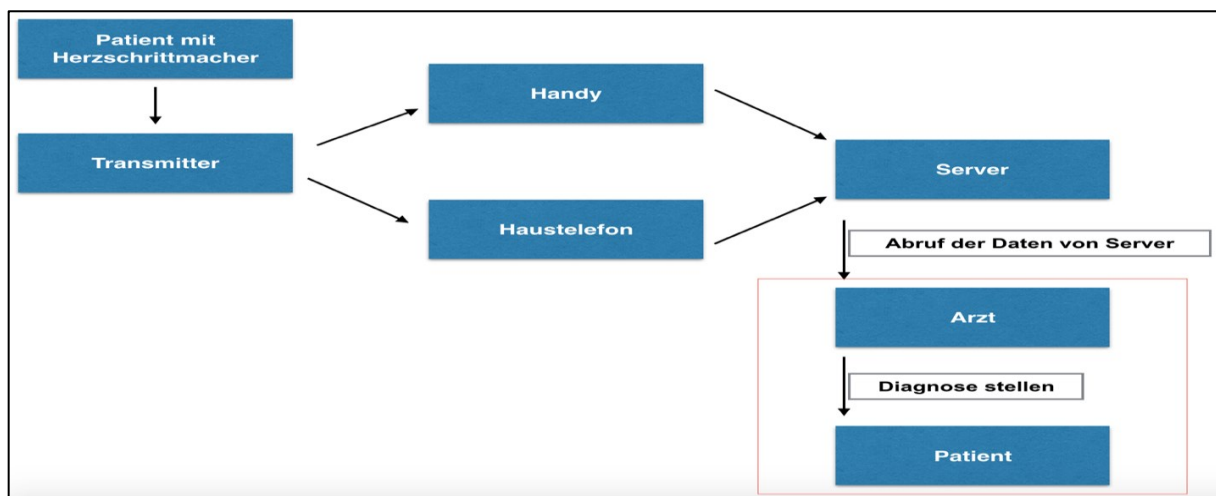 Patient mit
Herzschrittmacher
Transmitter
Handy
Haustelefon
Server
Abruf der Daten von Server
Arzt
Diagnose stellen
Patient